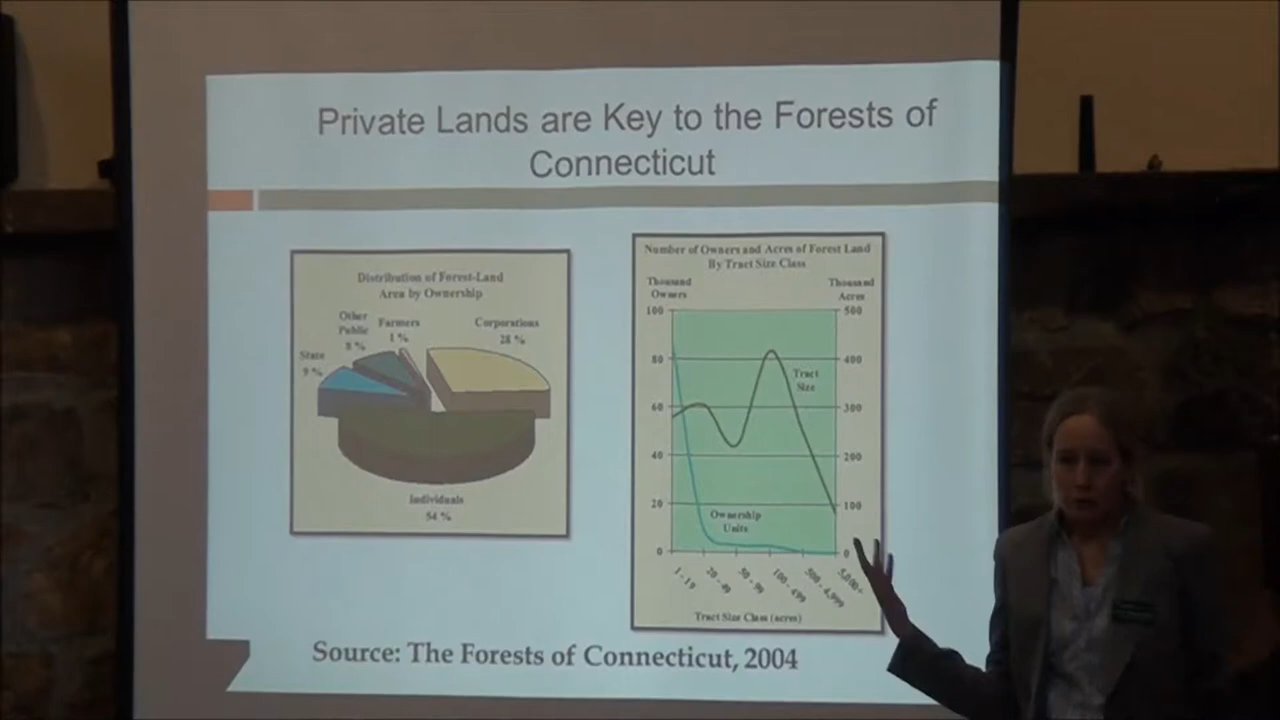 Private Lands are Key to the Forests of
Connecticut
Distribution of Forest-Land
Area by Ownership
Other
Public
8 %
Farmers
1 %
Corporations
28 %
State
9 %
Individuals
54 %
Number of Owners and Acres of Forest Land
By Tract Size Class
Thousand
Owners
Thousand
Acres
100
80
60
40
20
0
500
400
300
200
100
0
Tract
Size
Ownership
Units
1 - 19
20 - 49
50 - 99
100 - 499
500 - 4,999
5,000+
Tract Size Class (acres)
Source: The Forests of Connecticut, 2004